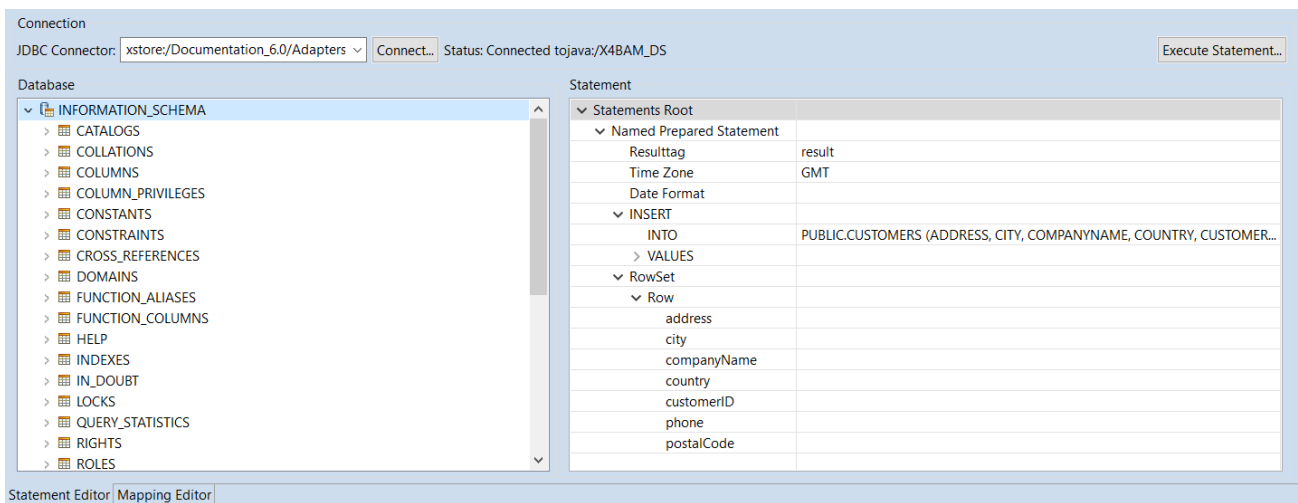 Connection
JDBC Connector: xstore:/Documentation_6.0/Adapters Connect... Status: Connected tojava:/X4BAM_DS Execute Statement...
Database
INFORMATION_SCHEMA
CATALOGS
COLLATIONS
COLUMNS
COLUMN_PRIVILEGES
CONSTANTS
CONSTRAINTS
CROSS_REFERENCES
DOMAINS
FUNCTION_ALIASES
FUNCTION_COLUMNS
HELP
INDEXES
IN_DOUBT
LOCKS
QUERY_STATISTICS
RIGHTS
ROLES
Statement
Statements Root
Named Prepared Statement
Resulttag result
Time Zone GMT
Date Format
INSERT
INTO PUBLIC.CUSTOMERS (ADDRESS, CITY, COMPANYNAME, COUNTRY, CUSTOMER...
VALUES
RowSet
Row
address
city
companyName
country
customerID
phone
postalCode
Statement Editor Mapping Editor